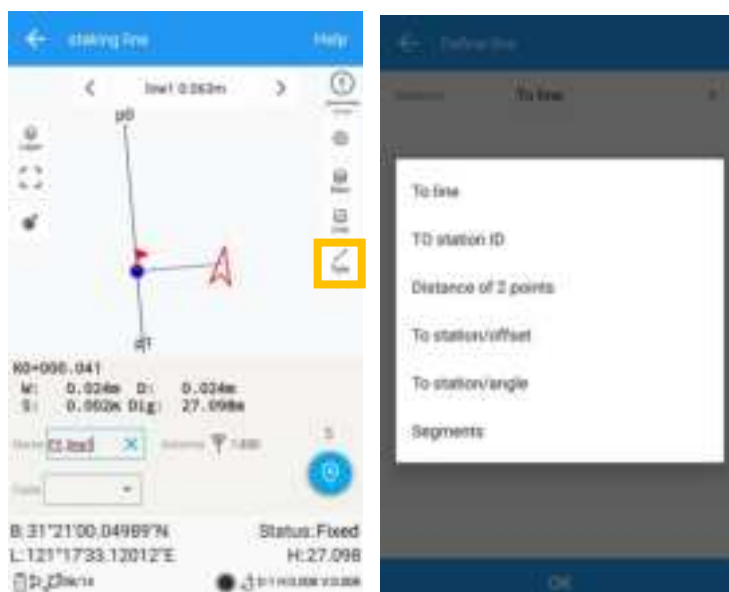 staking line Help
line1 0.063m
p0
p1
K0+000.041
W: 0.024m D: 0.024m
S: 0.002m Dig: 27.098m
Name
Code
B:31°21'00.04989"N Status:Fixed
L:121°17'33.12012"E H:27.098
Define line
To line
To line
TO station ID
Distance of 2 points
To station/offset
To station/angle
Segments
OK